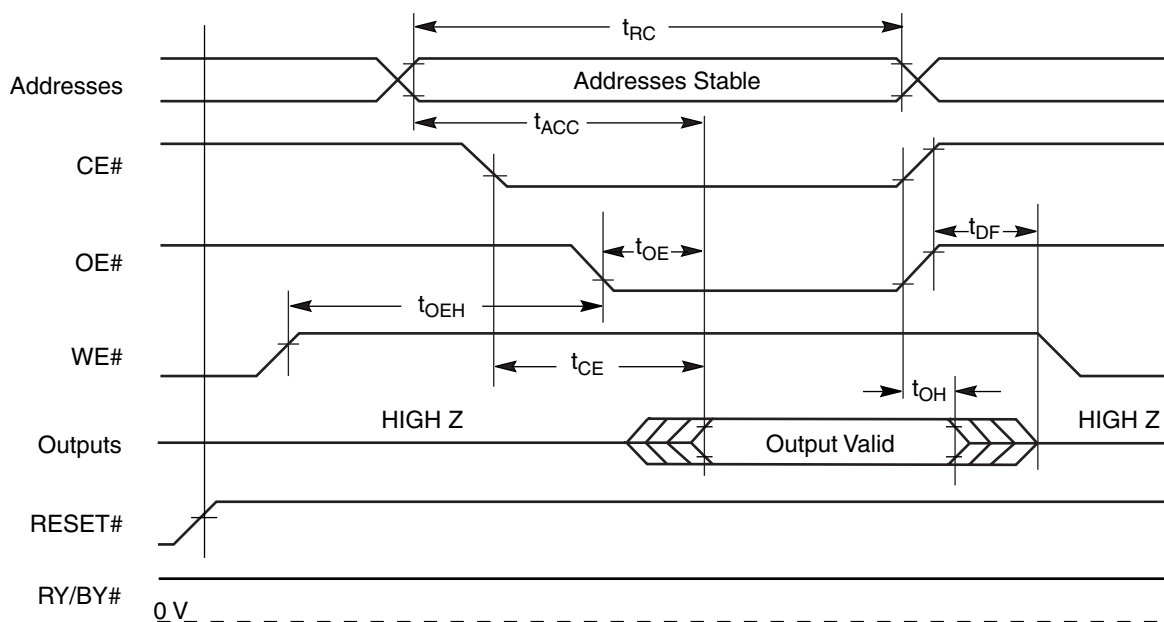 tRC
Addresses
Addresses Stable
tACC
CE#
tDF
OE#
tOE
tOEH
WE#
tCE
tOH
HIGH Z
HIGH Z
Outputs
Output Valid
RESET#
RY/BY#
0 V